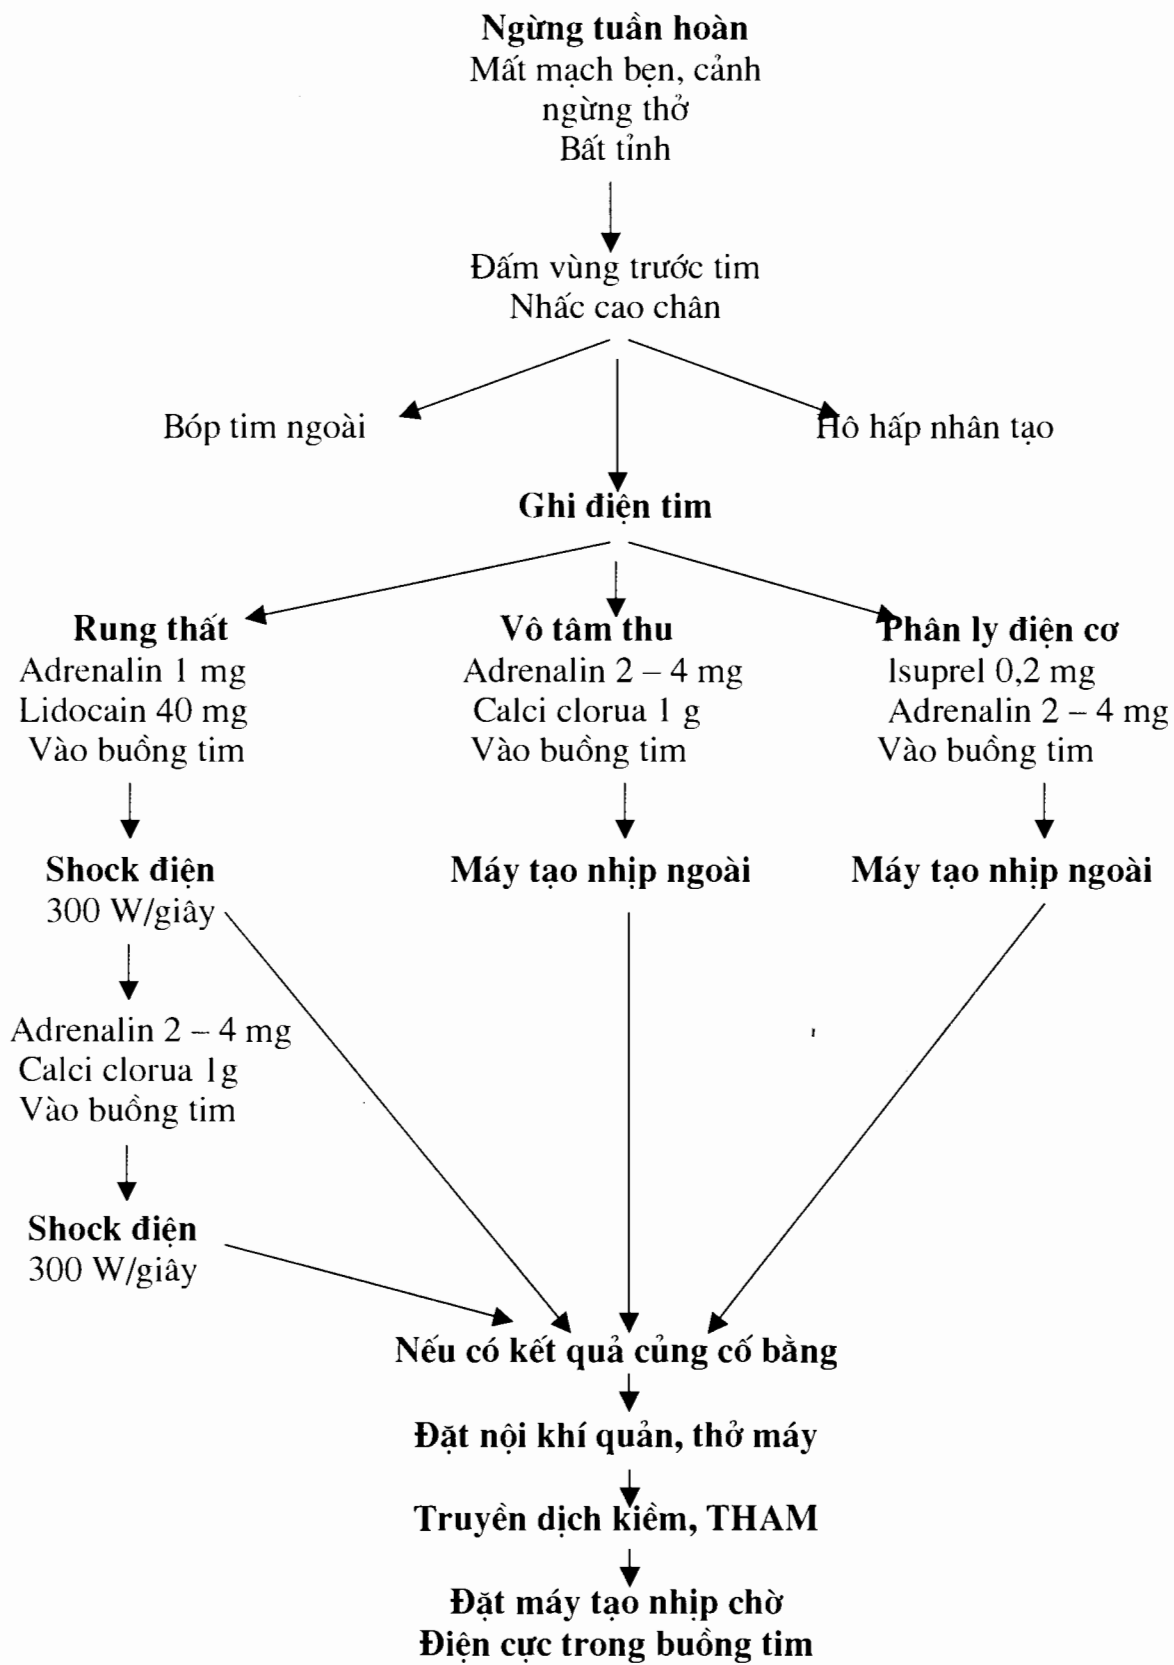 Ngừng tuần hoàn
Mất mạch bẹn, cảnh
ngừng thở
Bất tỉnh
Đấm vùng trước tim
Nhấc cao chân
Bóp tim ngoài
Hô hấp nhân tạo
Ghi điện tim
Rung thất
Adrenalin 1 mg
Lidocain 40 mg
Vào buồng tim
Vô tâm thu
Adrenalin 2 – 4 mg
Calci clorua 1 g
Vào buồng tim
Phân ly điện cơ
Isuprel 0,2 mg
Adrenalin 2 – 4 mg
Vào buồng tim
Shock điện
300 W/giây
Máy tạo nhịp ngoài
Máy tạo nhịp ngoài
Adrenalin 2 – 4 mg
Calci clorua 1g
Vào buồng tim
Shock điện
300 W/giây
Nếu có kết quả củng cố bằng
Đặt nội khí quản, thở máy
Truyền dịch kiềm, THAM
Đặt máy tạo nhịp chờ
Điện cực trong buồng tim